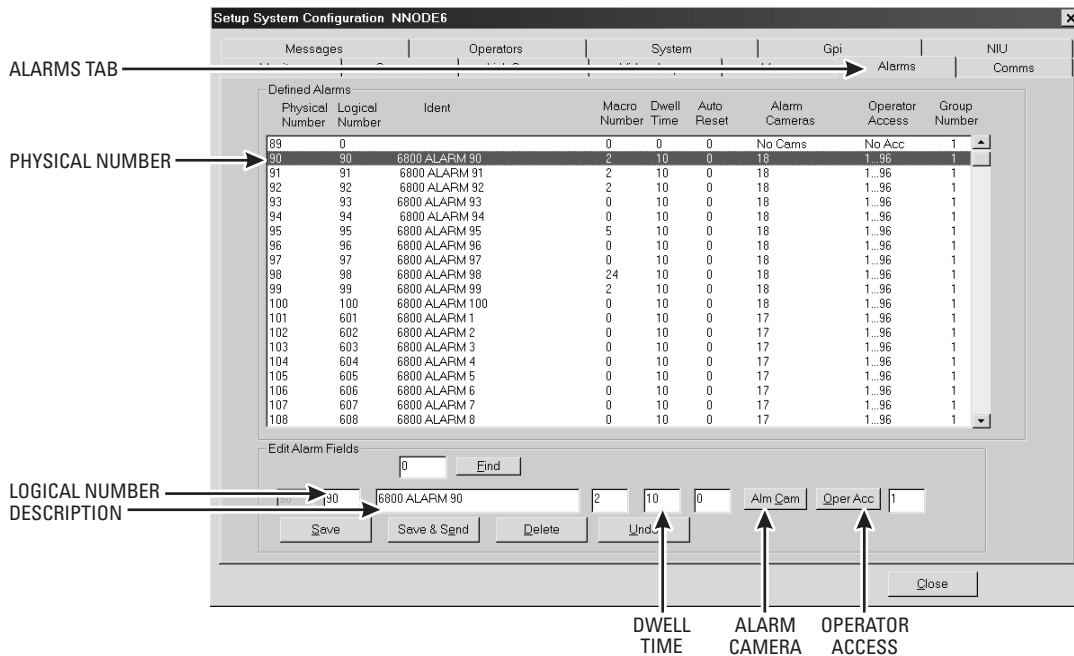 Setup System Configuration NNODE6
Messages Operators System Gpi NIU
ALARMS TAB Alarms Comms
Defined Alarms
Physical Number Logical Number Ident Macro Number Dwell Time Auto Reset Alarm Cameras Operator Access Group Number
89 0 0 0 0 No Cams No Acc 1
PHYSICAL NUMBER 90 90 6800 ALARM 90 2 10 0 18 1...96 1
91 91 6800 ALARM 91 2 10 0 18 1...96 1
92 92 6800 ALARM 92 2 10 0 18 1...96 1
93 93 6800 ALARM 93 0 10 0 18 1...96 1
94 94 6800 ALARM 94 0 10 0 18 1...96 1
95 95 6800 ALARM 95 5 10 0 18 1...96 1
96 96 6800 ALARM 96 0 10 0 18 1...96 1
97 97 6800 ALARM 97 0 10 0 18 1...96 1
98 98 6800 ALARM 98 24 10 0 18 1...96 1
99 99 6800 ALARM 99 2 10 0 18 1...96 1
100 100 6800 ALARM 100 0 10 0 18 1...96 1
101 601 6800 ALARM 1 0 10 0 17 1...96 1
102 602 6800 ALARM 2 0 10 0 17 1...96 1
103 603 6800 ALARM 3 0 10 0 17 1...96 1
104 604 6800 ALARM 4 0 10 0 17 1...96 1
105 605 6800 ALARM 5 0 10 0 17 1...96 1
106 606 6800 ALARM 6 0 10 0 17 1...96 1
107 607 6800 ALARM 7 0 10 0 17 1...96 1
108 608 6800 ALARM 8 0 10 0 17 1...96 1
Edit Alarm Fields
0 Find
LOGICAL NUMBER
DESCRIPTION
90 90 6800 ALARM 90 2 10 0 Alm Cam Oper Acc 1
Save Save & Send Delete
Close
DWELL TIME
ALARM CAMERA
OPERATOR ACCESS